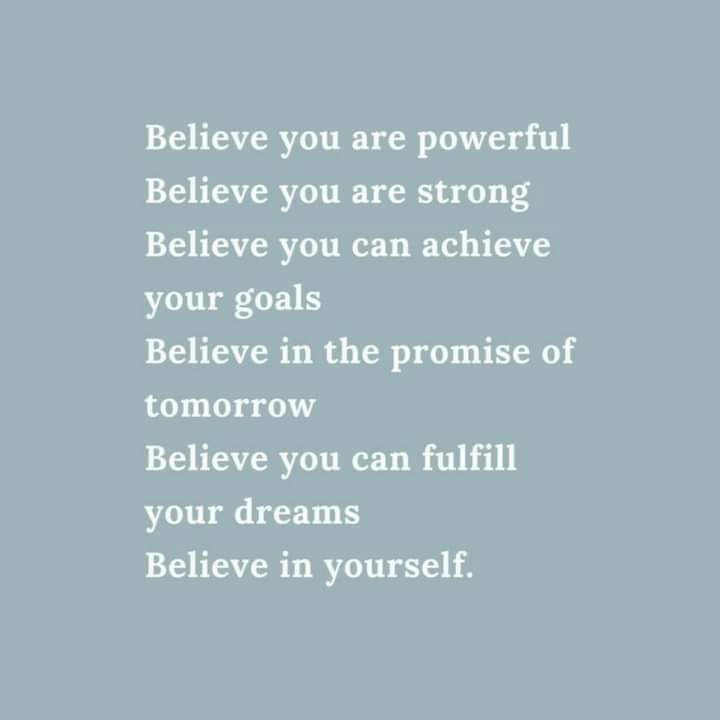 Believe you are powerful
Believe you are strong
Believe you can achieve
your goals
Believe in the promise of
tomorrow
Believe you can fulfill
your dreams
Believe in yourself.